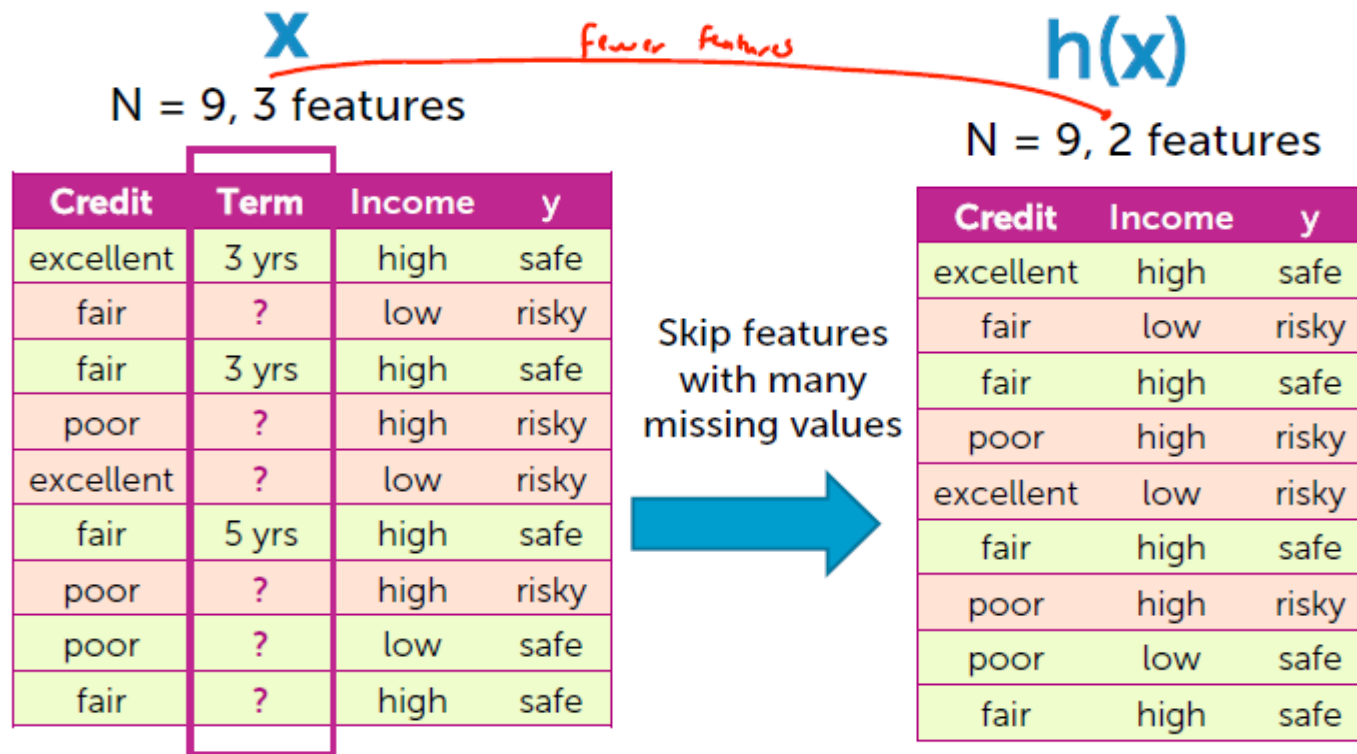 x fewer features h(x)
N = 9, 3 features
N = 9, 2 features
Credit Term Income y
excellent 3 yrs high safe
fair ? low risky
fair 3 yrs high safe
poor ? high risky
excellent ? low risky
fair 5 yrs high safe
poor ? high risky
poor ? low safe
fair ? high safe
Skip features
with many
missing values
Credit Income y
excellent high safe
fair low risky
fair high safe
poor high risky
excellent low risky
fair high safe
poor high risky
poor low safe
fair high safe